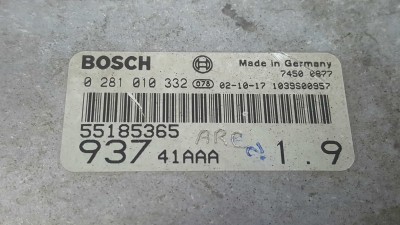 BOSCH Made in Germany
7450 0877
0 281 010 332 078 02-10-17 1039S00957
55185365
ARE
937 41AAA 1.9